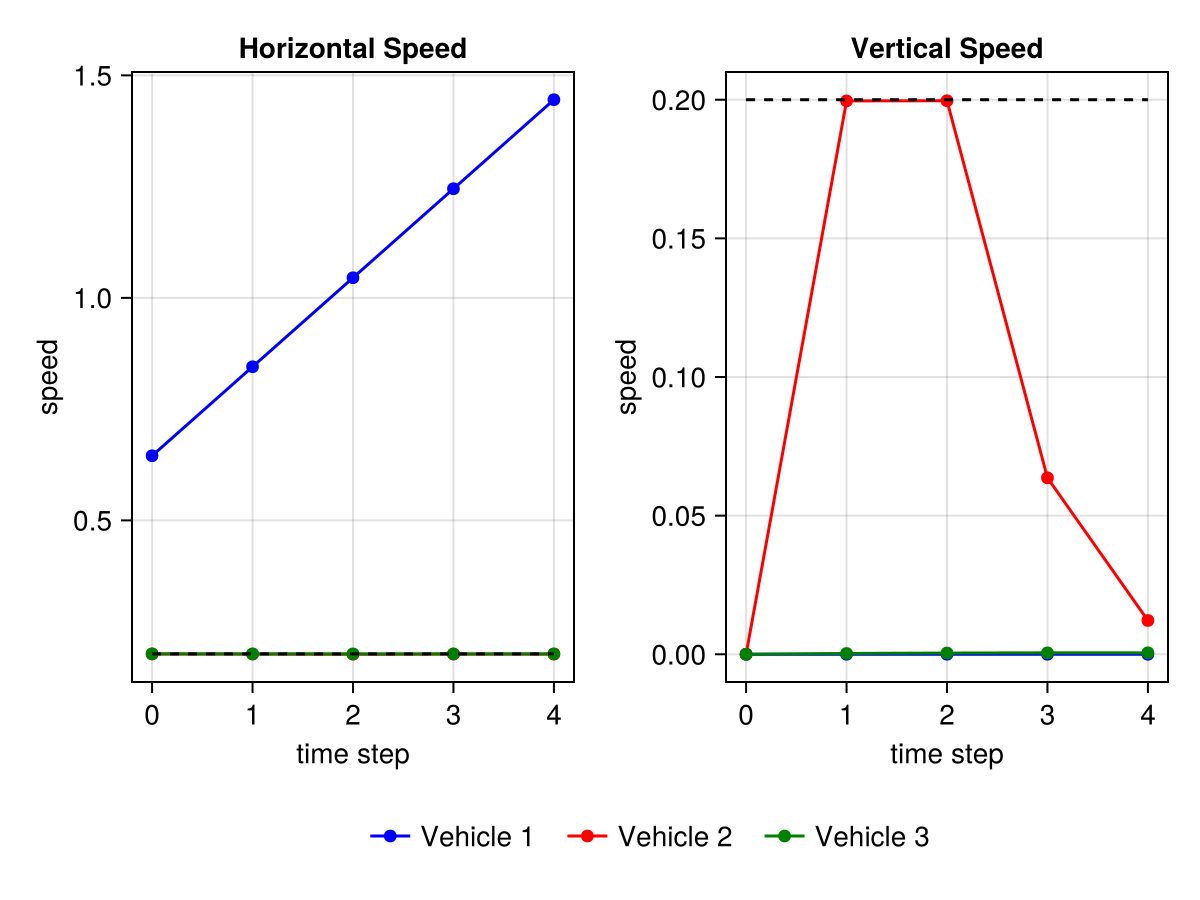 Horizontal Speed
1.5
1.0
0.5
speed
0 1 2 3 4
time step
Vertical Speed
0.20
0.15
0.10
0.05
0.00
speed
0 1 2 3 4
time step
Vehicle 1 Vehicle 2 Vehicle 3